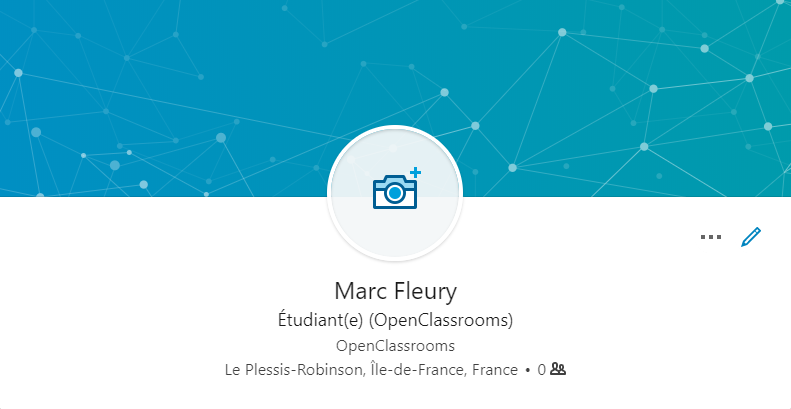 Marc Fleury
Étudiant(e) (OpenClassrooms)
OpenClassrooms
Le Plessis-Robinson, Île-de-France, France • 0